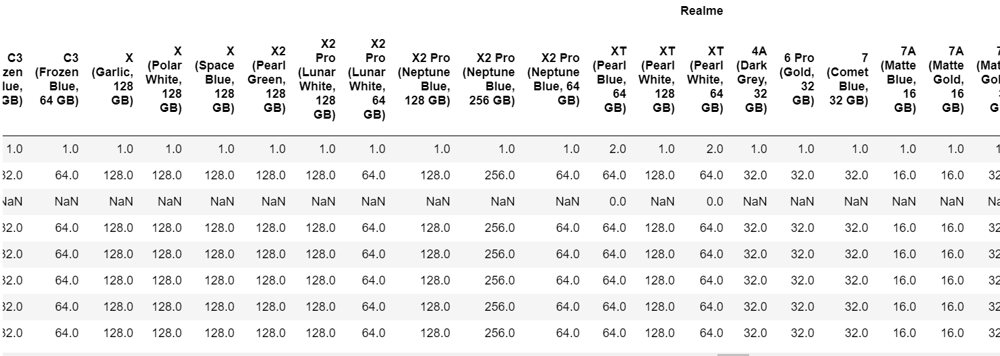 Realme
C3
zen
lue,
GB)
C3
(Frozen
Blue,
64 GB)
X
(Garlic,
128
GB)
X
(Polar
White,
128
GB)
X
(Space
Blue,
128
GB)
X2
(Pearl
Green,
128
GB)
X2
Pro
(Lunar
White,
128
GB)
X2
Pro
(Lunar
White,
64
GB)
X2 Pro
(Neptune
Blue,
128 GB)
X2 Pro
(Neptune
Blue,
256 GB)
X2 Pro
(Neptune
Blue, 64
GB)
XT
(Pearl
Blue,
64
GB)
XT
(Pearl
White,
128
GB)
XT
(Pearl
White,
64
GB)
4A
(Dark
Grey,
32
GB)
6 Pro
(Gold,
32
GB)
7
(Comet
Blue,
32 GB)
7A
(Matte
Blue,
16
GB)
7A
(Matte
Gold,
16
GB)
1.0 1.0 1.0 1.0 1.0 1.0 1.0 1.0 1.0 1.0 1.0 2.0 1.0 2.0 1.0 1.0 1.0 1.0 1.0
32.0 64.0 128.0 128.0 128.0 128.0 128.0 64.0 128.0 256.0 64.0 64.0 128.0 64.0 32.0 32.0 32.0 16.0 16.0 32
NaN NaN NaN NaN NaN NaN NaN NaN NaN NaN NaN 0.0 NaN 0.0 NaN NaN NaN NaN NaN
32.0 64.0 128.0 128.0 128.0 128.0 128.0 64.0 128.0 256.0 64.0 64.0 128.0 64.0 32.0 32.0 32.0 16.0 16.0 32
32.0 64.0 128.0 128.0 128.0 128.0 128.0 64.0 128.0 256.0 64.0 64.0 128.0 64.0 32.0 32.0 32.0 16.0 16.0 32
32.0 64.0 128.0 128.0 128.0 128.0 128.0 64.0 128.0 256.0 64.0 64.0 128.0 64.0 32.0 32.0 32.0 16.0 16.0 32
32.0 64.0 128.0 128.0 128.0 128.0 128.0 64.0 128.0 256.0 64.0 64.0 128.0 64.0 32.0 32.0 32.0 16.0 16.0 32
32.0 64.0 128.0 128.0 128.0 128.0 128.0 64.0 128.0 256.0 64.0 64.0 128.0 64.0 32.0 32.0 32.0 16.0 16.0 32